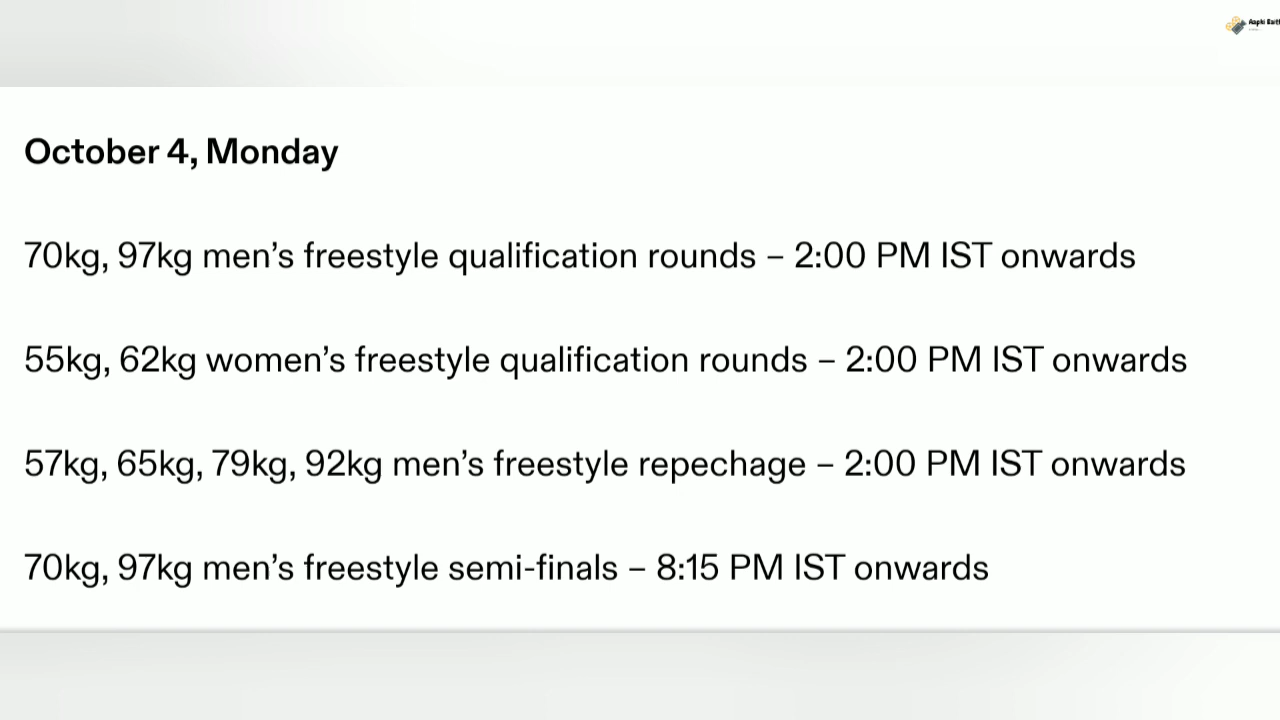 Aaphi Bait
October 4, Monday
70kg, 97kg men’s freestyle qualification rounds – 2:00 PM IST onwards
55kg, 62kg women’s freestyle qualification rounds – 2:00 PM IST onwards
57kg, 65kg, 79kg, 92kg men’s freestyle repechage – 2:00 PM IST onwards
70kg, 97kg men’s freestyle semi-finals – 8:15 PM IST onwards